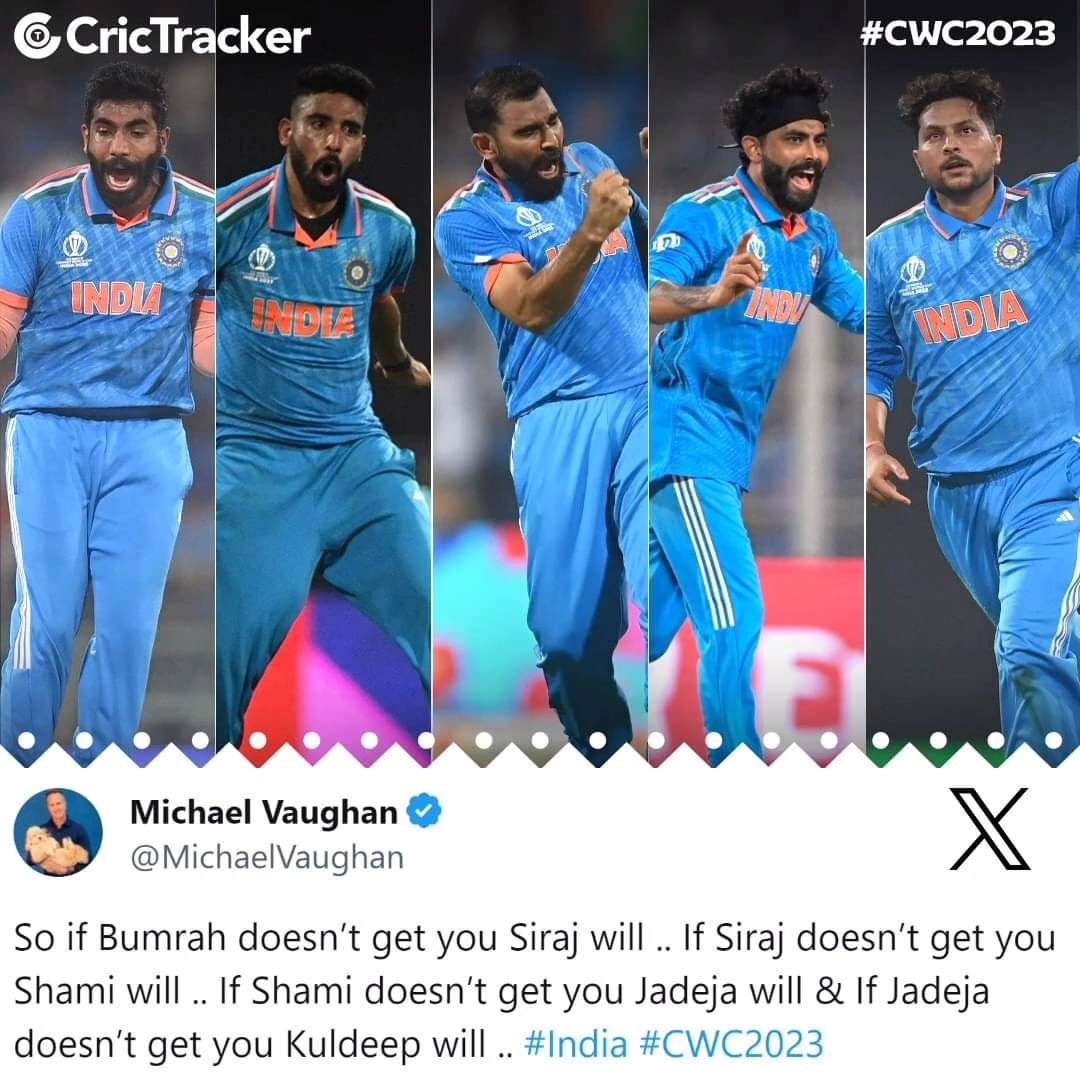 CricTracker
#CWC2023
INDIA
INDIA
INDIA
Michael Vaughan
@MichaelVaughan
So if Bumrah doesn’t get you Siraj will .. If Siraj doesn’t get you
Shami will .. If Shami doesn’t get you Jadeja will & If Jadeja
doesn’t get you Kuldeep will .. #India #CWC2023